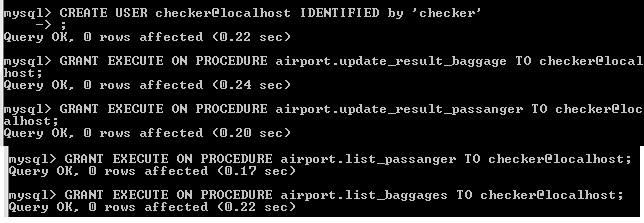 mysql> CREATE USER checker@localhost IDENTIFIED by 'checker'
    -> ;
Query OK, 0 rows affected (0.22 sec)
mysql> GRANT EXECUTE ON PROCEDURE airport.update_result_baggage TO checker@local
host;
Query OK, 0 rows affected (0.24 sec)
mysql> GRANT EXECUTE ON PROCEDURE airport.update_result_passanger TO checker@loc
alhost;
Query OK, 0 rows affected (0.20 sec)
mysql> GRANT EXECUTE ON PROCEDURE airport.list_passanger TO checker@localhost;
Query OK, 0 rows affected (0.17 sec)
mysql> GRANT EXECUTE ON PROCEDURE airport.list_baggages TO checker@localhost;
Query OK, 0 rows affected (0.22 sec)